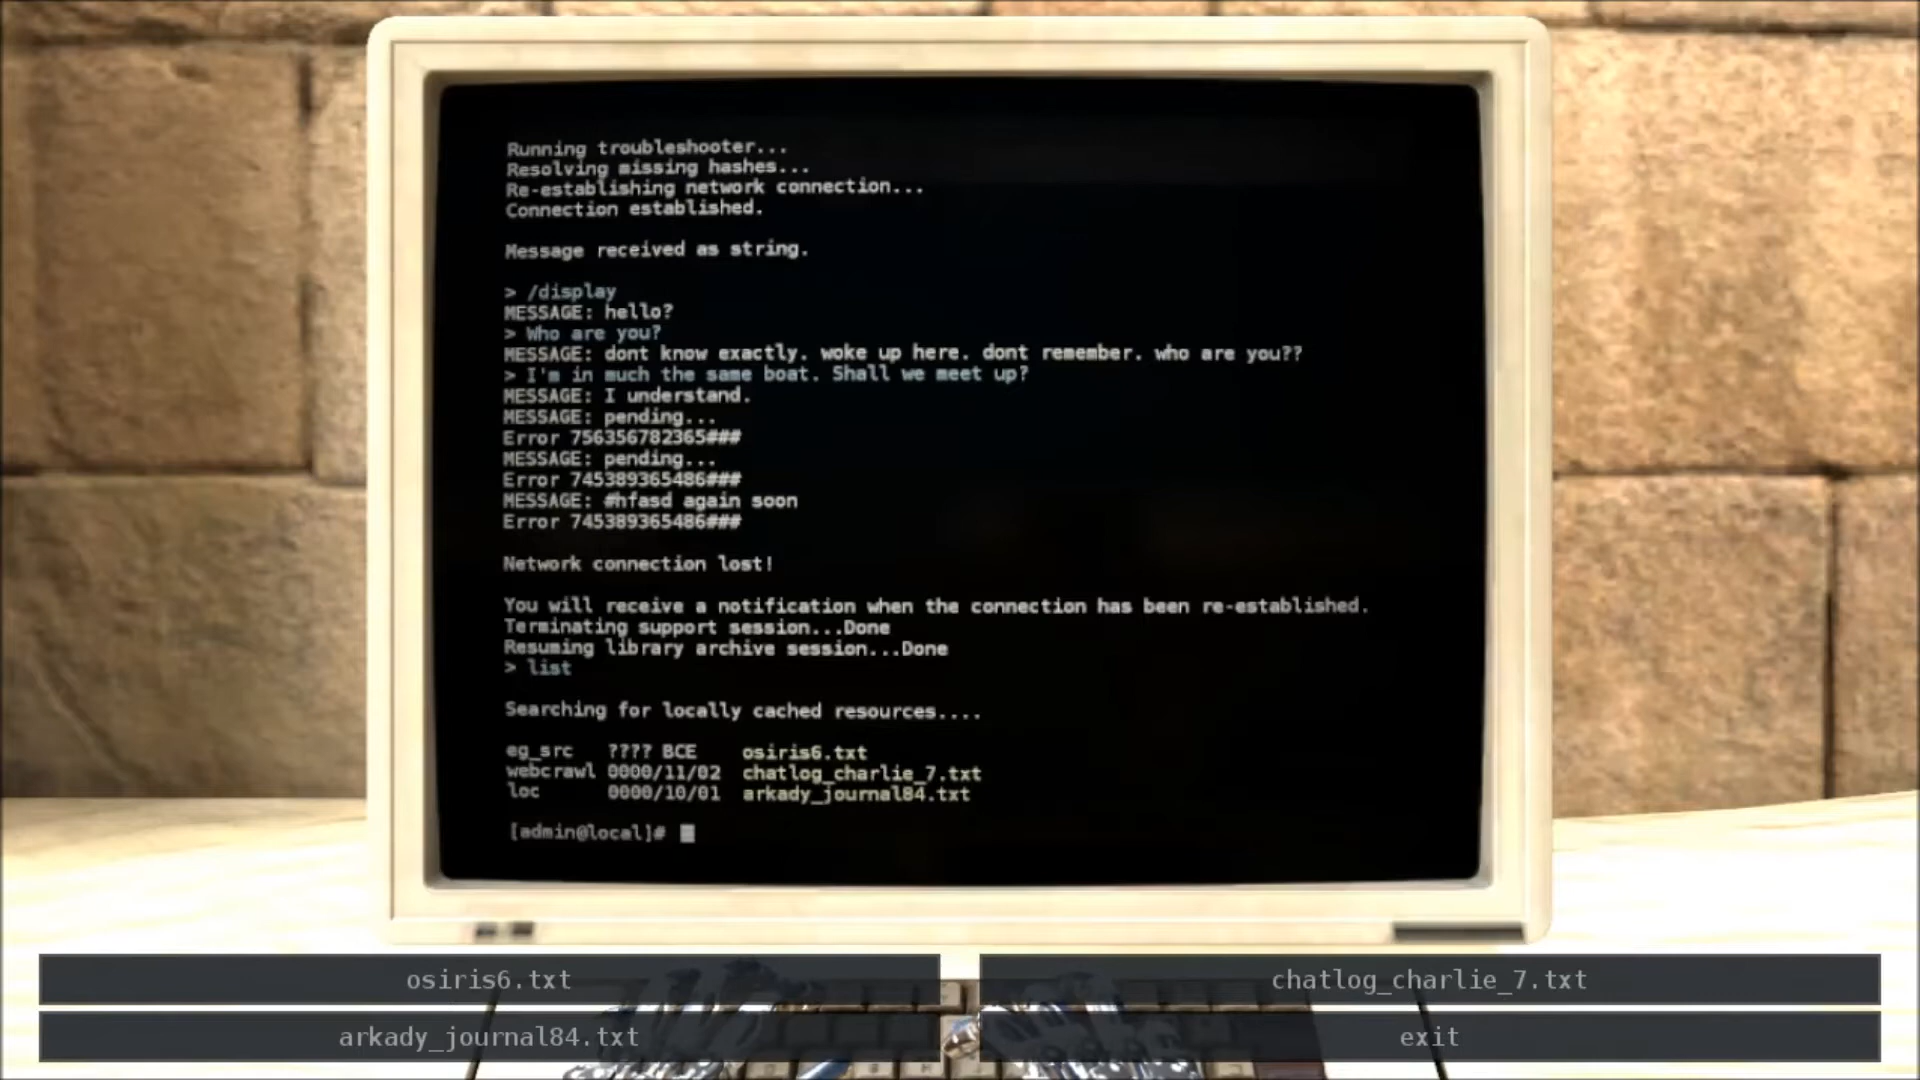 Running troubleshooter...
Resolving missing hashes...
Re-establishing network connection...
Connection established.
Message received as string.
> /display
MESSAGE: hello?
> Who are you?
MESSAGE: dont know exactly. woke up here. dont remember. who are you??
> I'm in much the same boat. Shall we meet up?
MESSAGE: I understand.
MESSAGE: pending...
Error 756356782365###
MESSAGE: pending...
Error 745389365486###
MESSAGE: #hfasd again soon
Error 745389365486###
Network connection lost!
You will receive a notification when the connection has been re-established.
Terminating support session...Done
Resuming library archive session...Done
> list
Searching for locally cached resources....
eg_src ???? BCE osiris6.txt
webcrawl 0000/11/02 chatlog_charlie_7.txt
loc 0000/10/01 arkady_journal84.txt
[admin@local]#
osiris6.txt
chatlog_charlie_7.txt
arkady_journal84.txt
exit